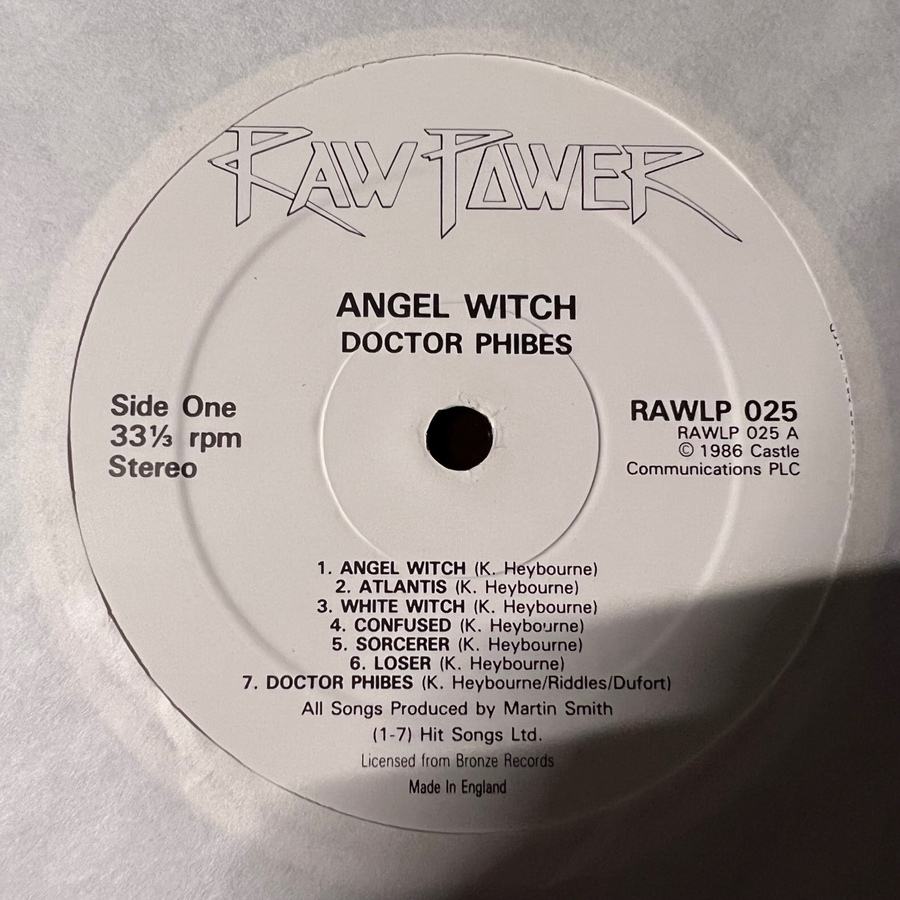 RAW POWER
ANGEL WITCH
DOCTOR PHIBES
Side One
33⅓ rpm
Stereo
RAWLP 025
RAWLP 025 A
© 1986 Castle
Communications PLC
1. ANGEL WITCH (K. Heybourne)
2. ATLANTIS (K. Heybourne)
3. WHITE WITCH (K. Heybourne)
4. CONFUSED (K. Heybourne)
5. SORCERER (K. Heybourne)
6. LOSER (K. Heybourne)
7. DOCTOR PHIBES (K. Heybourne/Riddles/Dufort)
All Songs Produced by Martin Smith
(1-7) Hit Songs Ltd.
Licensed from Bronze Records
Made In England